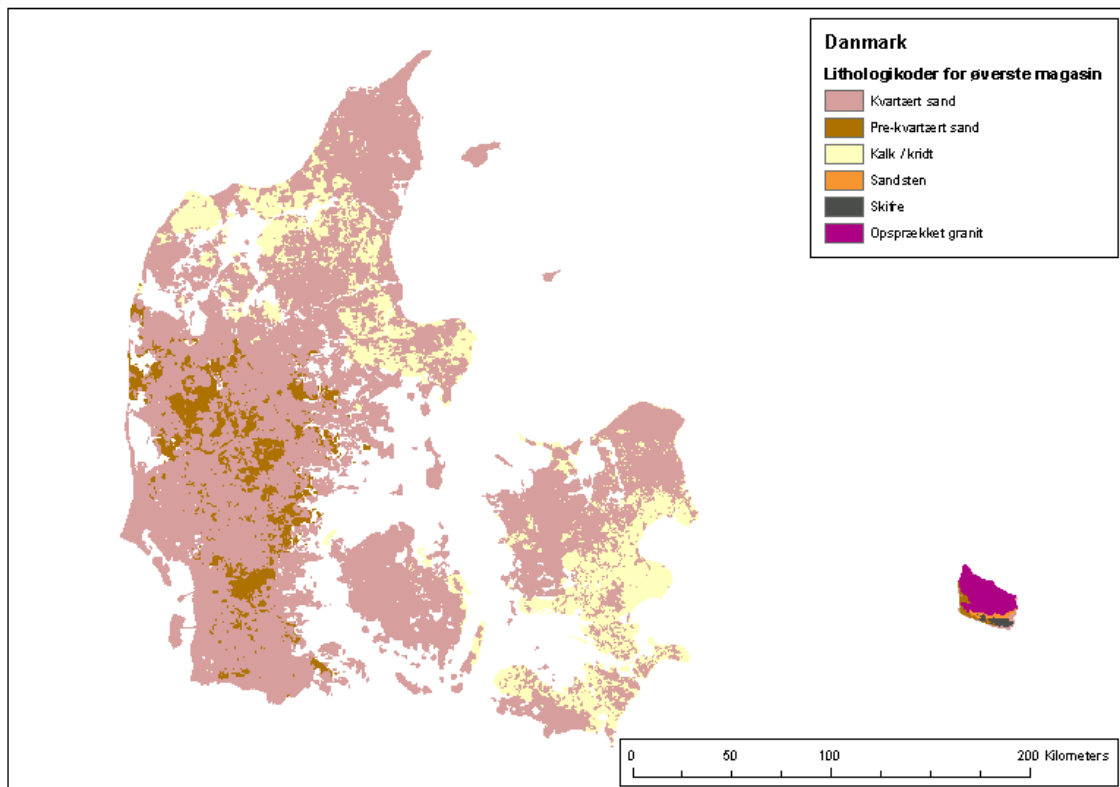 Danmark
Lithologikoder for øverste magasin
Kvartært sand
Pre-kvartært sand
Kalk / kridt
Sandsten
Skifre
Opsprækket granit
0 50 100 200 Kilometers